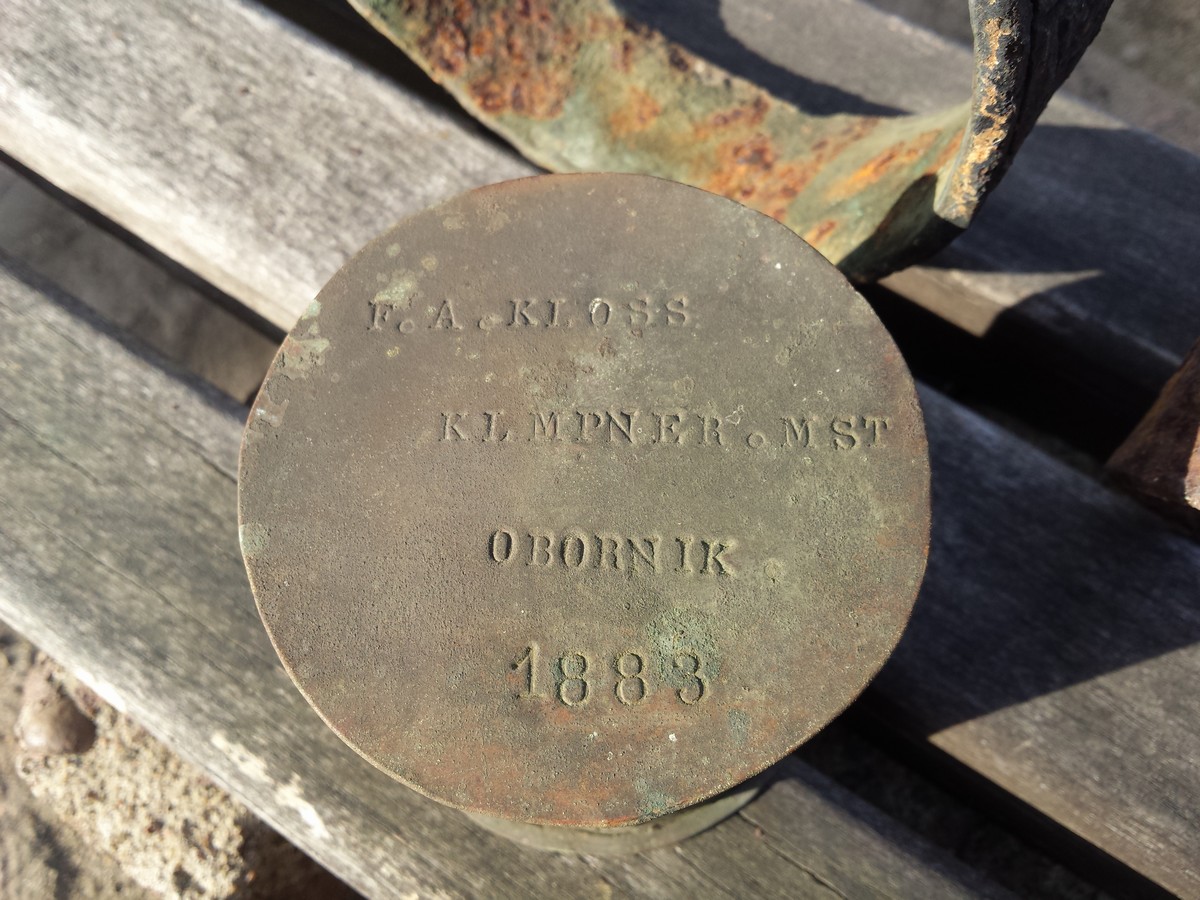 F. A. KLOSS
KLMPNER. MST
OBORNIK.
1883